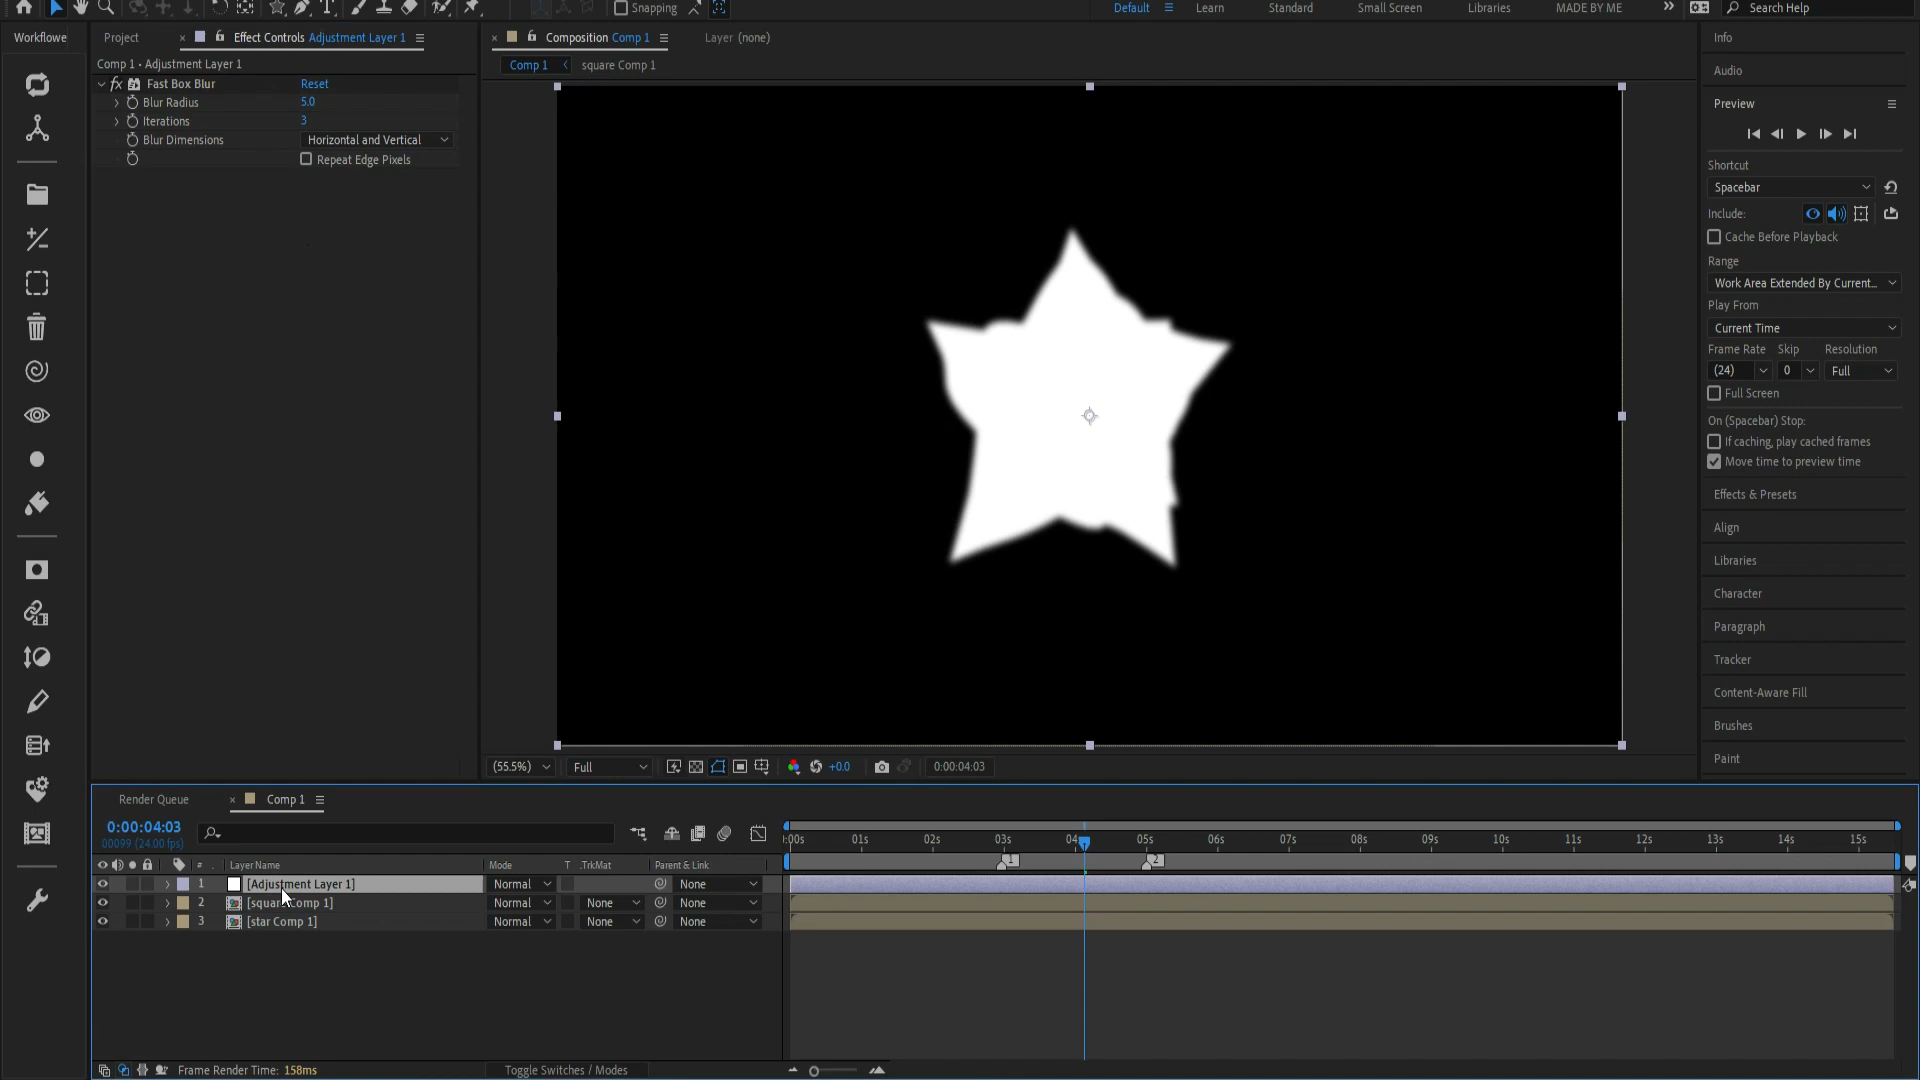 Snapping
Default
Learn
Standard
Small Screen
Libraries
MADE BY ME
Search Help
Workflowe
Project
Effect Controls Adjustment Layer 1
Composition Comp 1
Layer (none)
Info
Comp 1 • Adjustment Layer 1
Comp 1
square Comp 1
Audio
fx Fast Box Blur
Reset
Blur Radius
5.0
Iterations
3
Blur Dimensions
Horizontal and Vertical
Repeat Edge Pixels
Preview
Shortcut
Spacebar
Include:
Cache Before Playback
Range
Work Area Extended By Current...
Play From
Current Time
Frame Rate Skip Resolution
(24) 0 Full
Full Screen
On (Spacebar) Stop:
If caching, play cached frames
Move time to preview time
Effects & Presets
Align
Libraries
Character
Paragraph
Tracker
Content-Aware Fill
Brushes
Paint
(55.5%)
Full
+0.0
0:00:04:03
Render Queue
Comp 1
0:00:04:03
00099 (24.00 fps)
:00s 01s 02s 03s 04 05s 06s 07s 08s 09s 10s 11s 12s 13s 14s 15s
1
2
# Layer Name Mode T .TrkMat Parent & Link
1 [Adjustment Layer 1] Normal None
2 [square Comp 1] Normal None None
3 [star Comp 1] Normal None None
Frame Render Time: 158ms
Toggle Switches / Modes